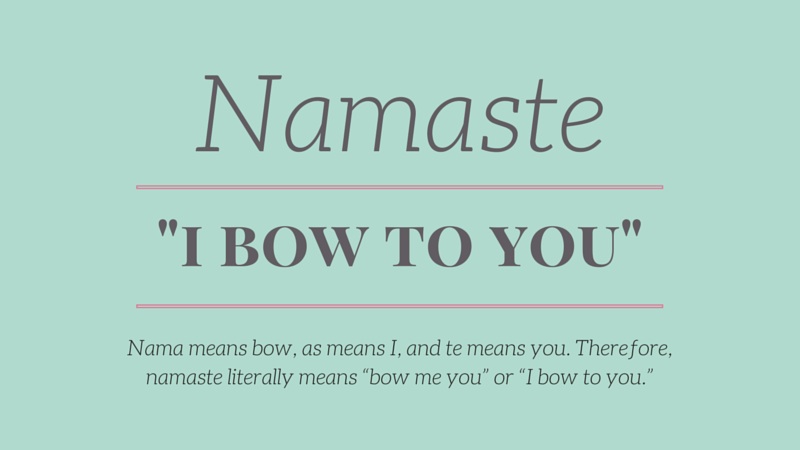 Namaste
"I BOW TO YOU"
Nama means bow, as means I, and te means you. Therefore,
namaste literally means “bow me you” or “I bow to you.”